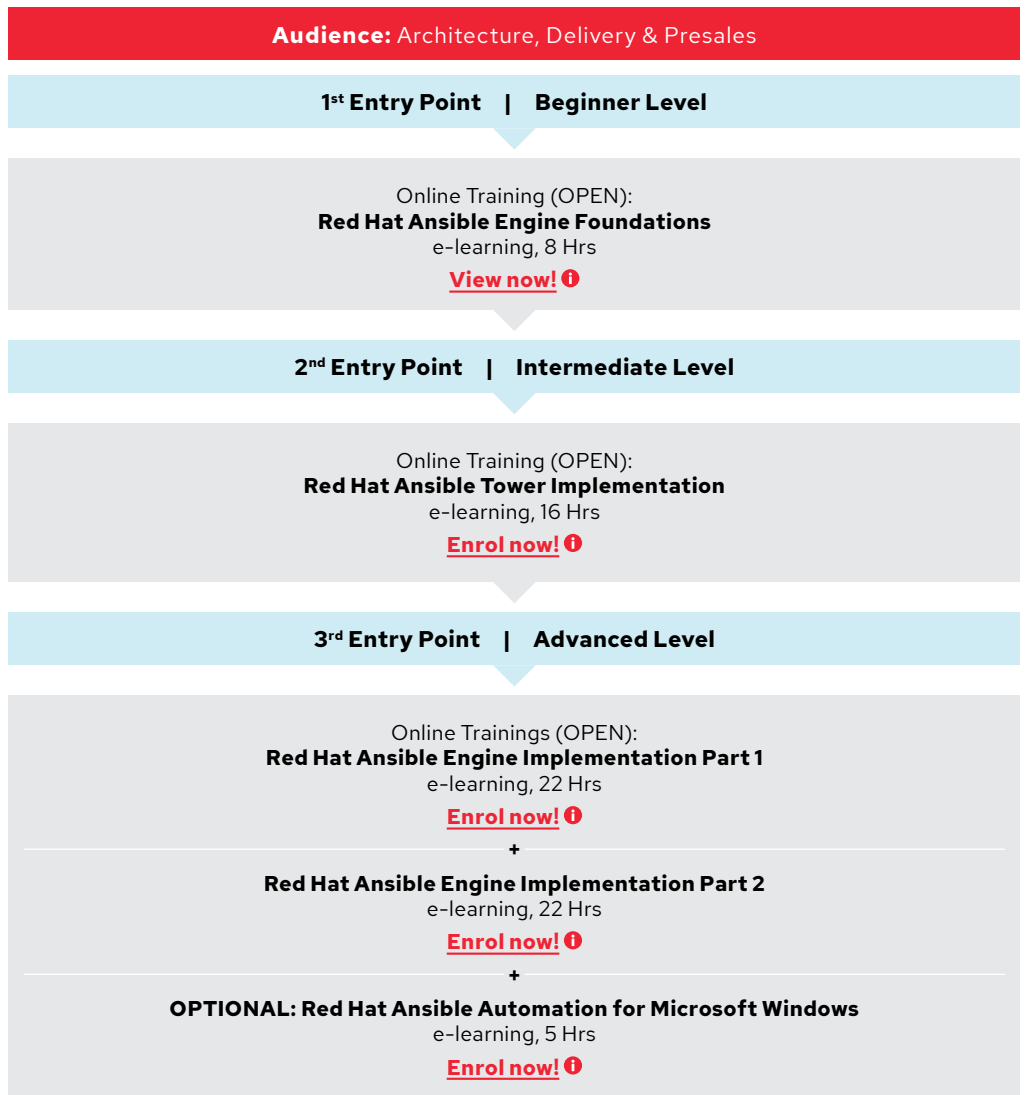 Audience: Architecture, Delivery & Presales
1st Entry Point | Beginner Level
Online Training (OPEN):
Red Hat Ansible Engine Foundations
e-learning, 8 Hrs
View now! i
2nd Entry Point | Intermediate Level
Online Training (OPEN):
Red Hat Ansible Tower Implementation
e-learning, 16 Hrs
Enrol now! i
3rd Entry Point | Advanced Level
Online Trainings (OPEN):
Red Hat Ansible Engine Implementation Part 1
e-learning, 22 Hrs
Enrol now! i
+
Red Hat Ansible Engine Implementation Part 2
e-learning, 22 Hrs
Enrol now! i
+
OPTIONAL: Red Hat Ansible Automation for Microsoft Windows
e-learning, 5 Hrs
Enrol now! i